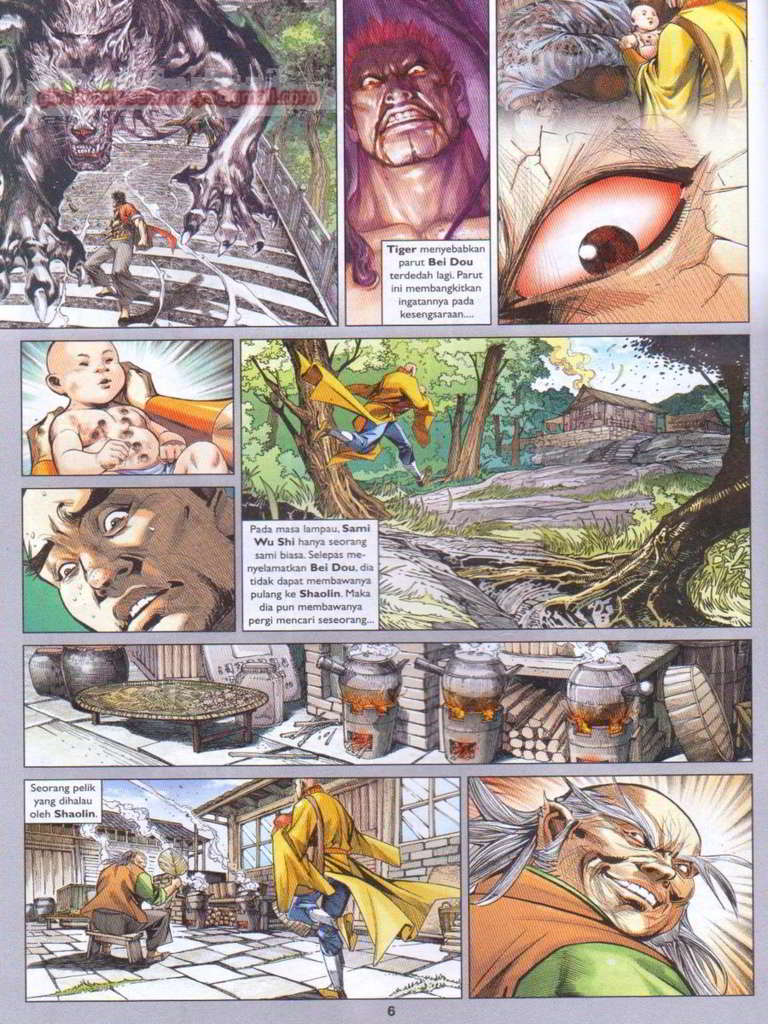 Tiger menyebabkan
parut Bei Dou
terdedah lagi. Parut
ini membangkitkan
ingatannya pada
kesengsaraan....
Pada masa lampau, Sami
Wu Shi hanya seorang
sami biasa. Selepas me-
nyelamatkan Bei Dou, dia
tidak dapat membawanya
pulang ke Shaolin. Maka
dia pun membawanya
pergi mencari seseorang...
Seorang pelik
yang dihalau
oleh Shaolin.
6